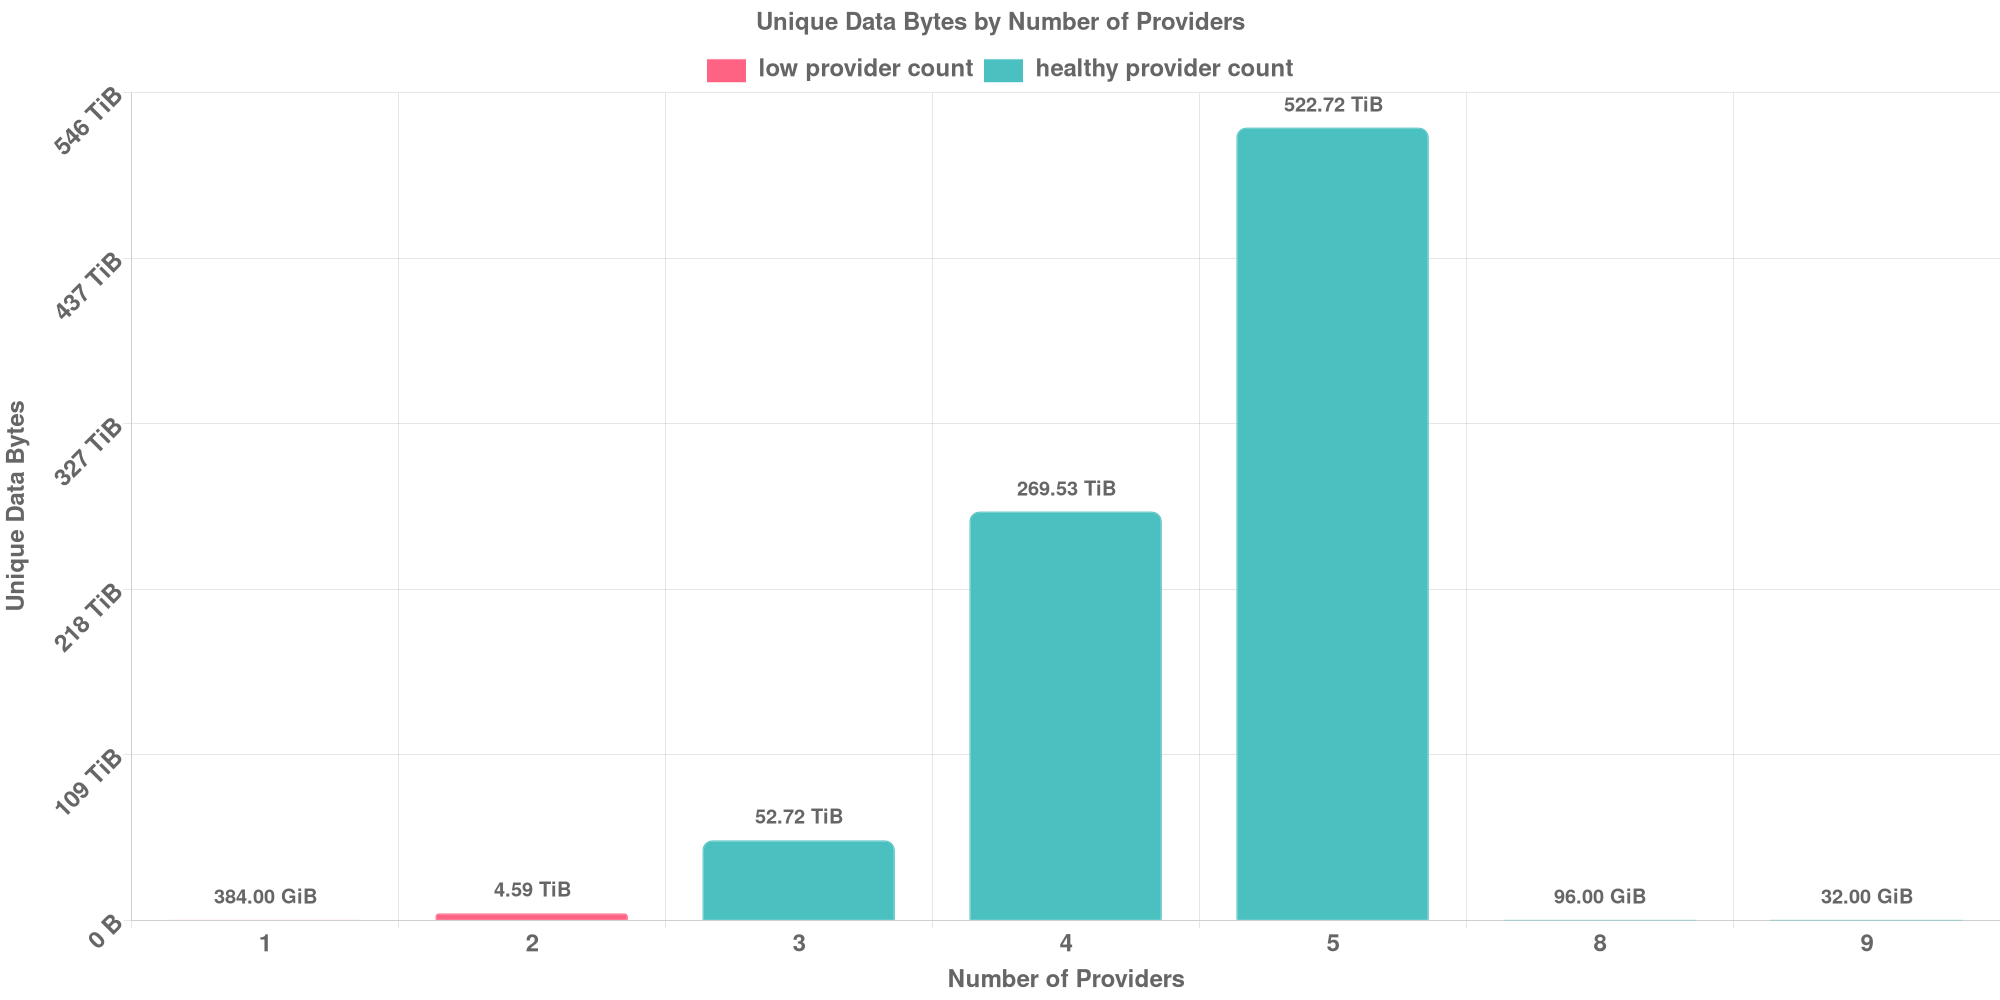 Unique Data Bytes by Number of Providers
low provider count
healthy provider count
546 TiB
437 TiB
327 TiB
218 TiB
109 TiB
0 B
Unique Data Bytes
384.00 GiB
4.59 TiB
52.72 TiB
269.53 TiB
522.72 TiB
96.00 GiB
32.00 GiB
1
2
3
4
5
8
9
Number of Providers